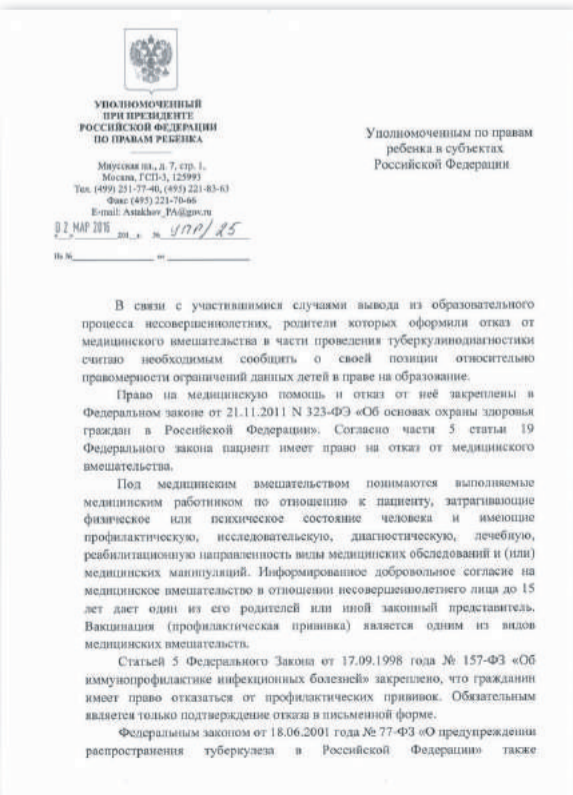 УПОЛНОМОЧЕННЫЙ
ПРИ ПРЕЗИДЕНТЕ
РОССИЙСКОЙ ФЕДЕРАЦИИ
ПО ПРАВАМ РЕБЕНКА
Миусская пл., д. 7, стр. 1,
Москва, ГСП-3, 125993
Тел. (499) 251-77-40, (495) 221-83-63
Факс (495) 221-70-66
E-mail: Astakhov_PA@gov.ru
02 МАР 2016 201_ г. № УПР/25
На № от
Уполномоченным по правам
ребенка в субъектах
Российской Федерации
В связи с участившимися случаями вывода из образовательного
процесса несовершеннолетних, родители которых оформили отказ от
медицинского вмешательства в части проведения туберкулинодиагностики
считаю необходимым сообщить о своей позиции относительно
правомерности ограничений данных детей в праве на образование.
Право на медицинскую помощь и отказ от неё закреплены в
Федеральном законе от 21.11.2011 N 323-ФЗ «Об основах охраны здоровья
граждан в Российской Федерации». Согласно части 5 статьи 19
Федерального закона пациент имеет право на отказ от медицинского
вмешательства.
Под медицинским вмешательством понимаются выполняемые
медицинским работником по отношению к пациенту, затрагивающие
физическое или психическое состояние человека и имеющие
профилактическую, исследовательскую, диагностическую, лечебную,
реабилитационную направленность виды медицинских обследований и (или)
медицинских манипуляций. Информированное добровольное согласие на
медицинское вмешательство в отношении несовершеннолетнего лица до 15
лет дает один из его родителей или иной законный представитель.
Вакцинация (профилактическая прививка) является одним из видов
медицинских вмешательств.
Статьей 5 Федерального Закона от 17.09.1998 года № 157-ФЗ «Об
иммунопрофилактике инфекционных болезней» закреплено, что гражданин
имеет право отказаться от профилактических прививок. Обязательным
является только подтверждение отказа в письменной форме.
Федеральным законом от 18.06.2001 года № 77-ФЗ «О предупреждении
распространения туберкулеза в Российской Федерации» также